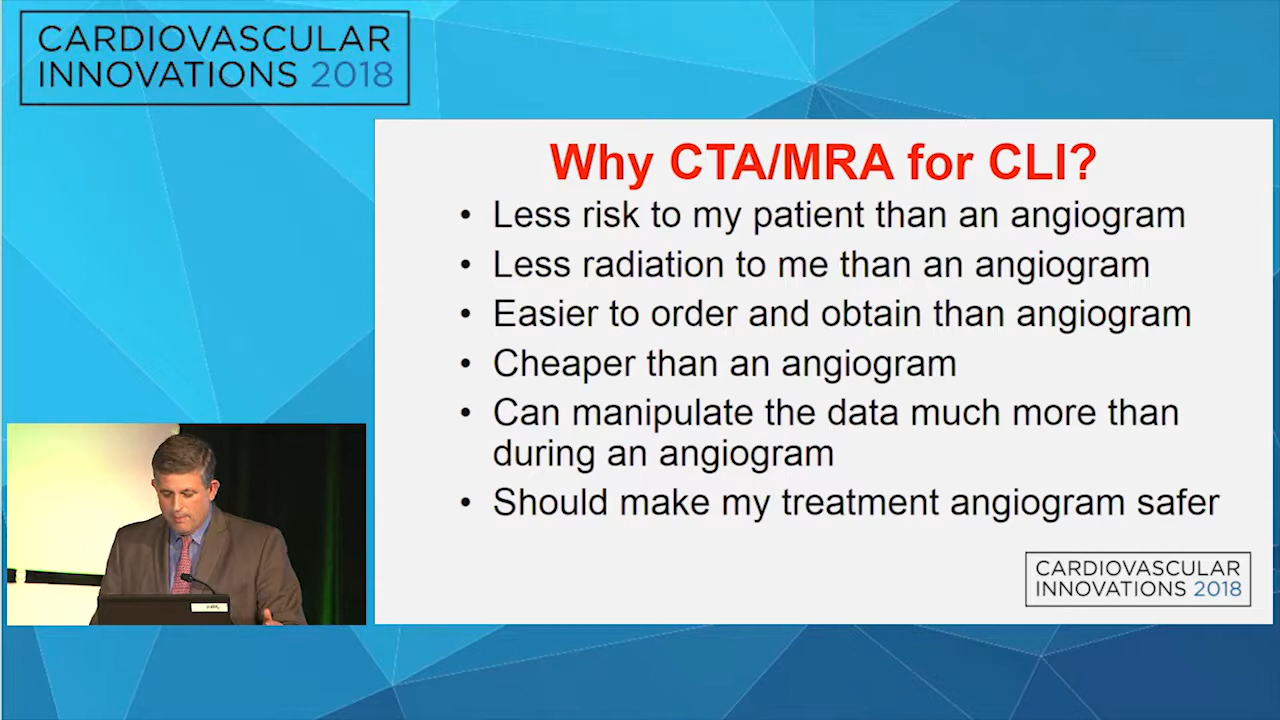 CARDIOVASCULAR
INNOVATIONS 2018
Why CTA/MRA for CLI?
• Less risk to my patient than an angiogram
• Less radiation to me than an angiogram
• Easier to order and obtain than angiogram
• Cheaper than an angiogram
• Can manipulate the data much more than
during an angiogram
• Should make my treatment angiogram safer
CARDIOVASCULAR
INNOVATIONS 2018